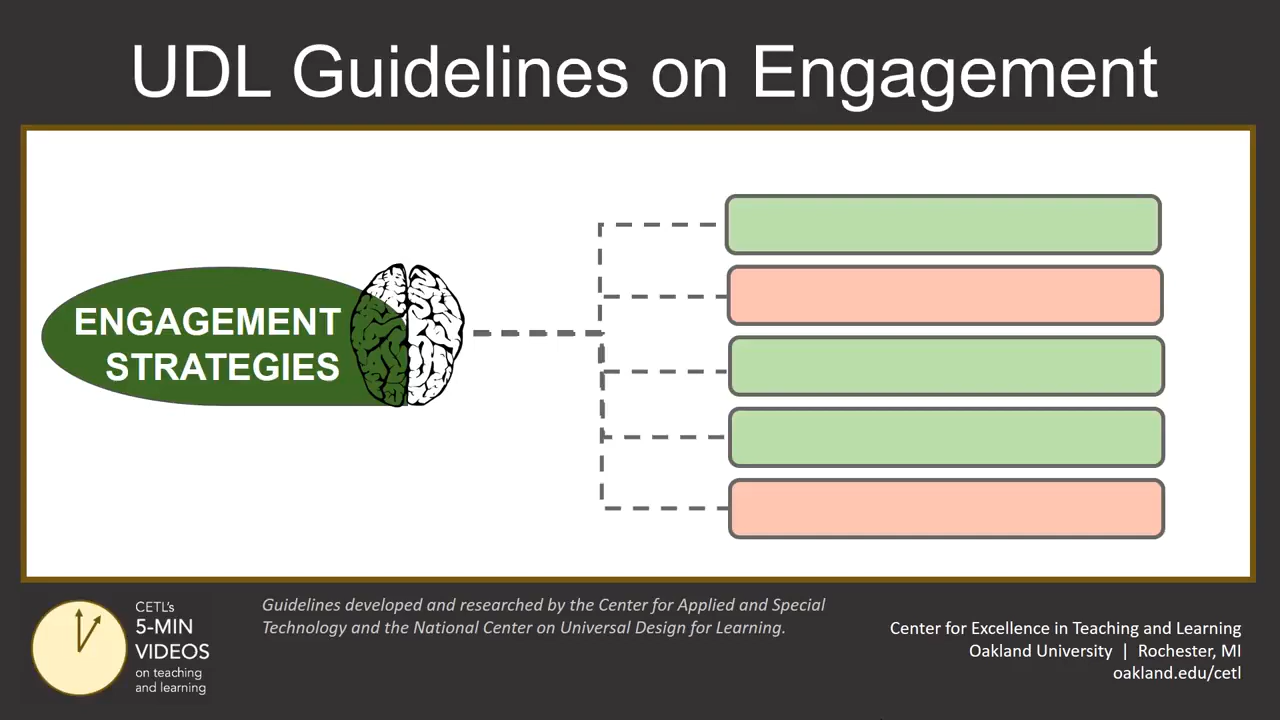 UDL Guidelines on Engagement
ENGAGEMENT
STRATEGIES
CETL's
5-MIN
VIDEOS
on teaching
and learning
Guidelines developed and researched by the Center for Applied and Special
Technology and the National Center on Universal Design for Learning.
Center for Excellence in Teaching and Learning
Oakland University | Rochester, MI
oakland.edu/cetl